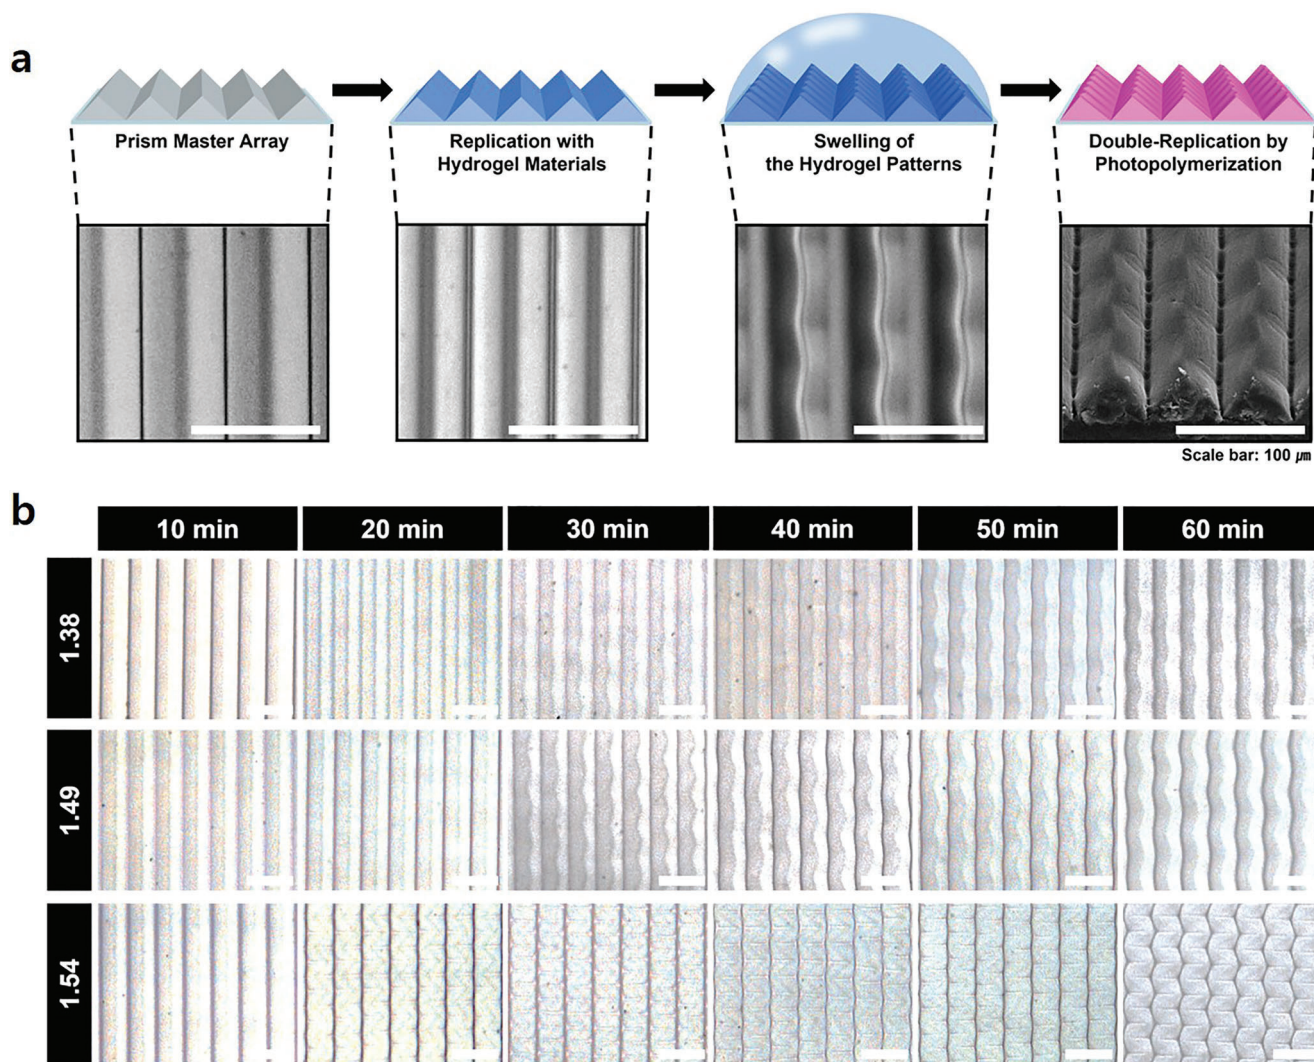 a
Prism Master Array
Replication with
Hydrogel Materials
Swelling of
the Hydrogel Patterns
Double-Replication by
Photopolymerization
Scale bar: 100 ㎛
b
10 min
20 min
30 min
40 min
50 min
60 min
1.38
1.49
1.54